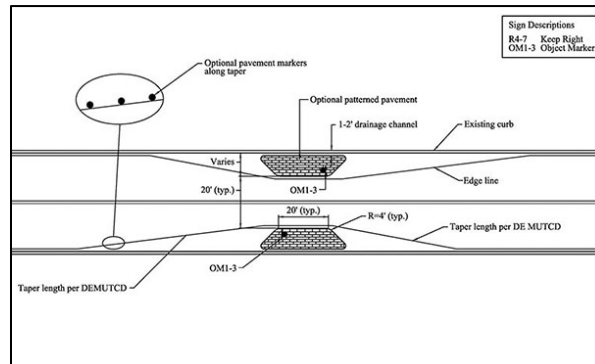 Sign Descriptions
R4-7 Keep Right
OM1-3 Object Marker
Optional pavement markers
along taper
Optional patterned pavement
1-2' drainage channel
Existing curb
Varies
OM1-3
Edge line
20' (typ.)
20' (typ.)
R=4' (typ.)
Taper length per DE MUTCD
Taper length per DEMUTCD
OM1-3